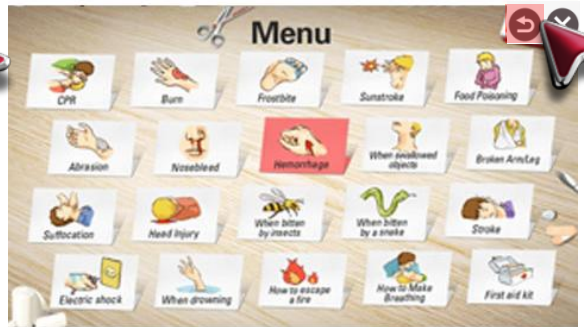 Menu
CPR
Burn
Frostbite
Sunstroke
Food Poisoning
Abrasion
Nosebleed
Hemorrhage
When swallowed
objects
Broken Arm/Leg
Suffocation
Head Injury
When bitten
by insects
When bitten
by a snake
Stroke
Electric shock
When drowning
How to escape
a fire
How to Make
Breathing
First aid kit